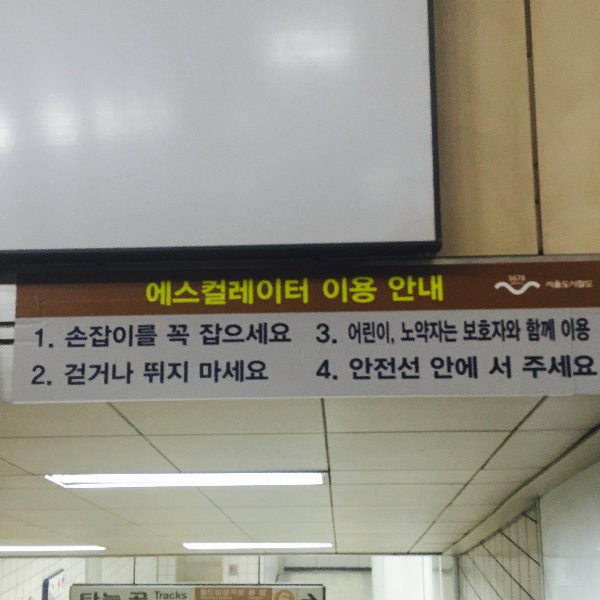 에스컬레이터 이용 안내
5678 서울도시철도
1. 손잡이를 꼭 잡으세요
2. 걷거나 뛰지 마세요
3. 어린이, 노약자는 보호자와 함께 이용
4. 안전선 안에 서 주세요
타는 곳 Tracks